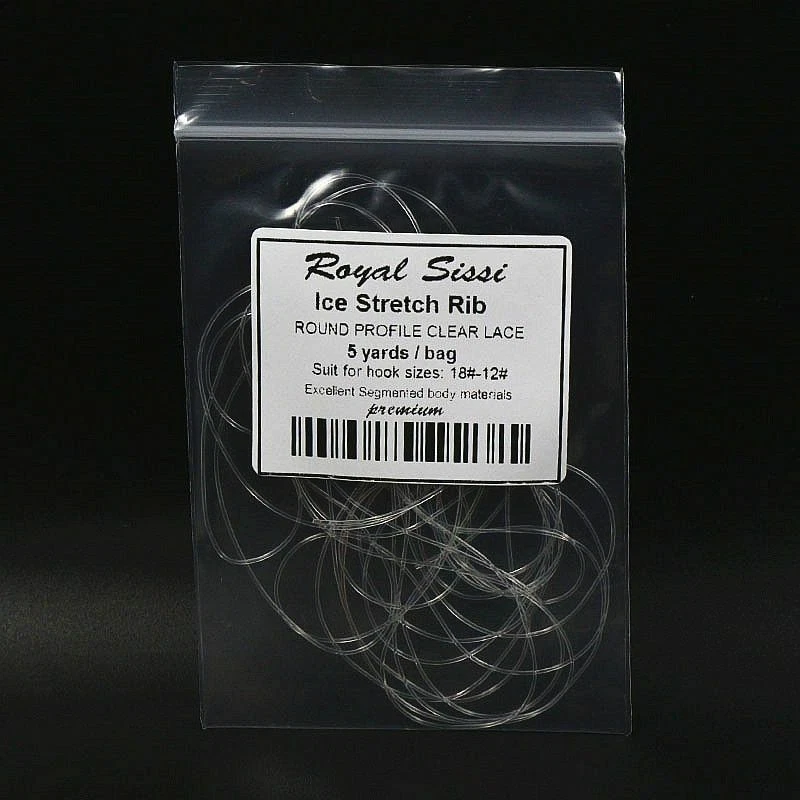 Royal Sissi
Ice Stretch Rib
ROUND PROFILE CLEAR LACE
5 yards / bag
Suit for hook sizes: 18#-12#
Excellent Segmented body materials
premium